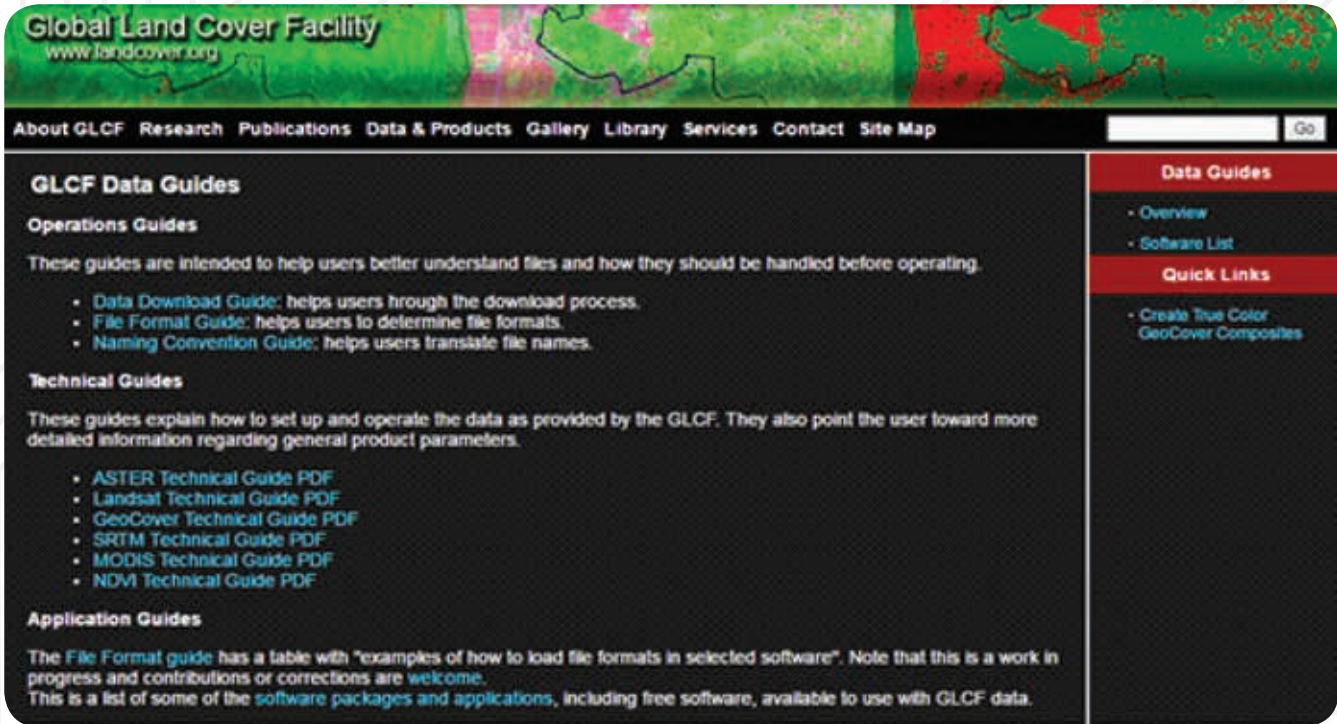 Global Land Cover Facility
www.landcover.org
About GLCF Research Publications Data & Products Gallery Library Services Contact Site Map
Go
GLCF Data Guides
Operations Guides
These guides are intended to help users better understand files and how they should be handled before operating.
• Data Download Guide: helps users hrough the download process.
• File Format Guide: helps users to determine file formats.
• Naming Convention Guide: helps users translate file names.
Technical Guides
These guides explain how to set up and operate the data as provided by the GLCF. They also point the user toward more
detailed information regarding general product parameters.
• ASTER Technical Guide PDF
• Landsat Technical Guide PDF
• GeoCover Technical Guide PDF
• SRTM Technical Guide PDF
• MODIS Technical Guide PDF
• NDVI Technical Guide PDF
Application Guides
The File Format guide has a table with "examples of how to load file formats in selected software". Note that this is a work in
progress and contributions or corrections are welcome.
This is a list of some of the software packages and applications, including free software, available to use with GLCF data.
Data Guides
• Overview
• Software List
Quick Links
• Create True Color
GeoCover Composites